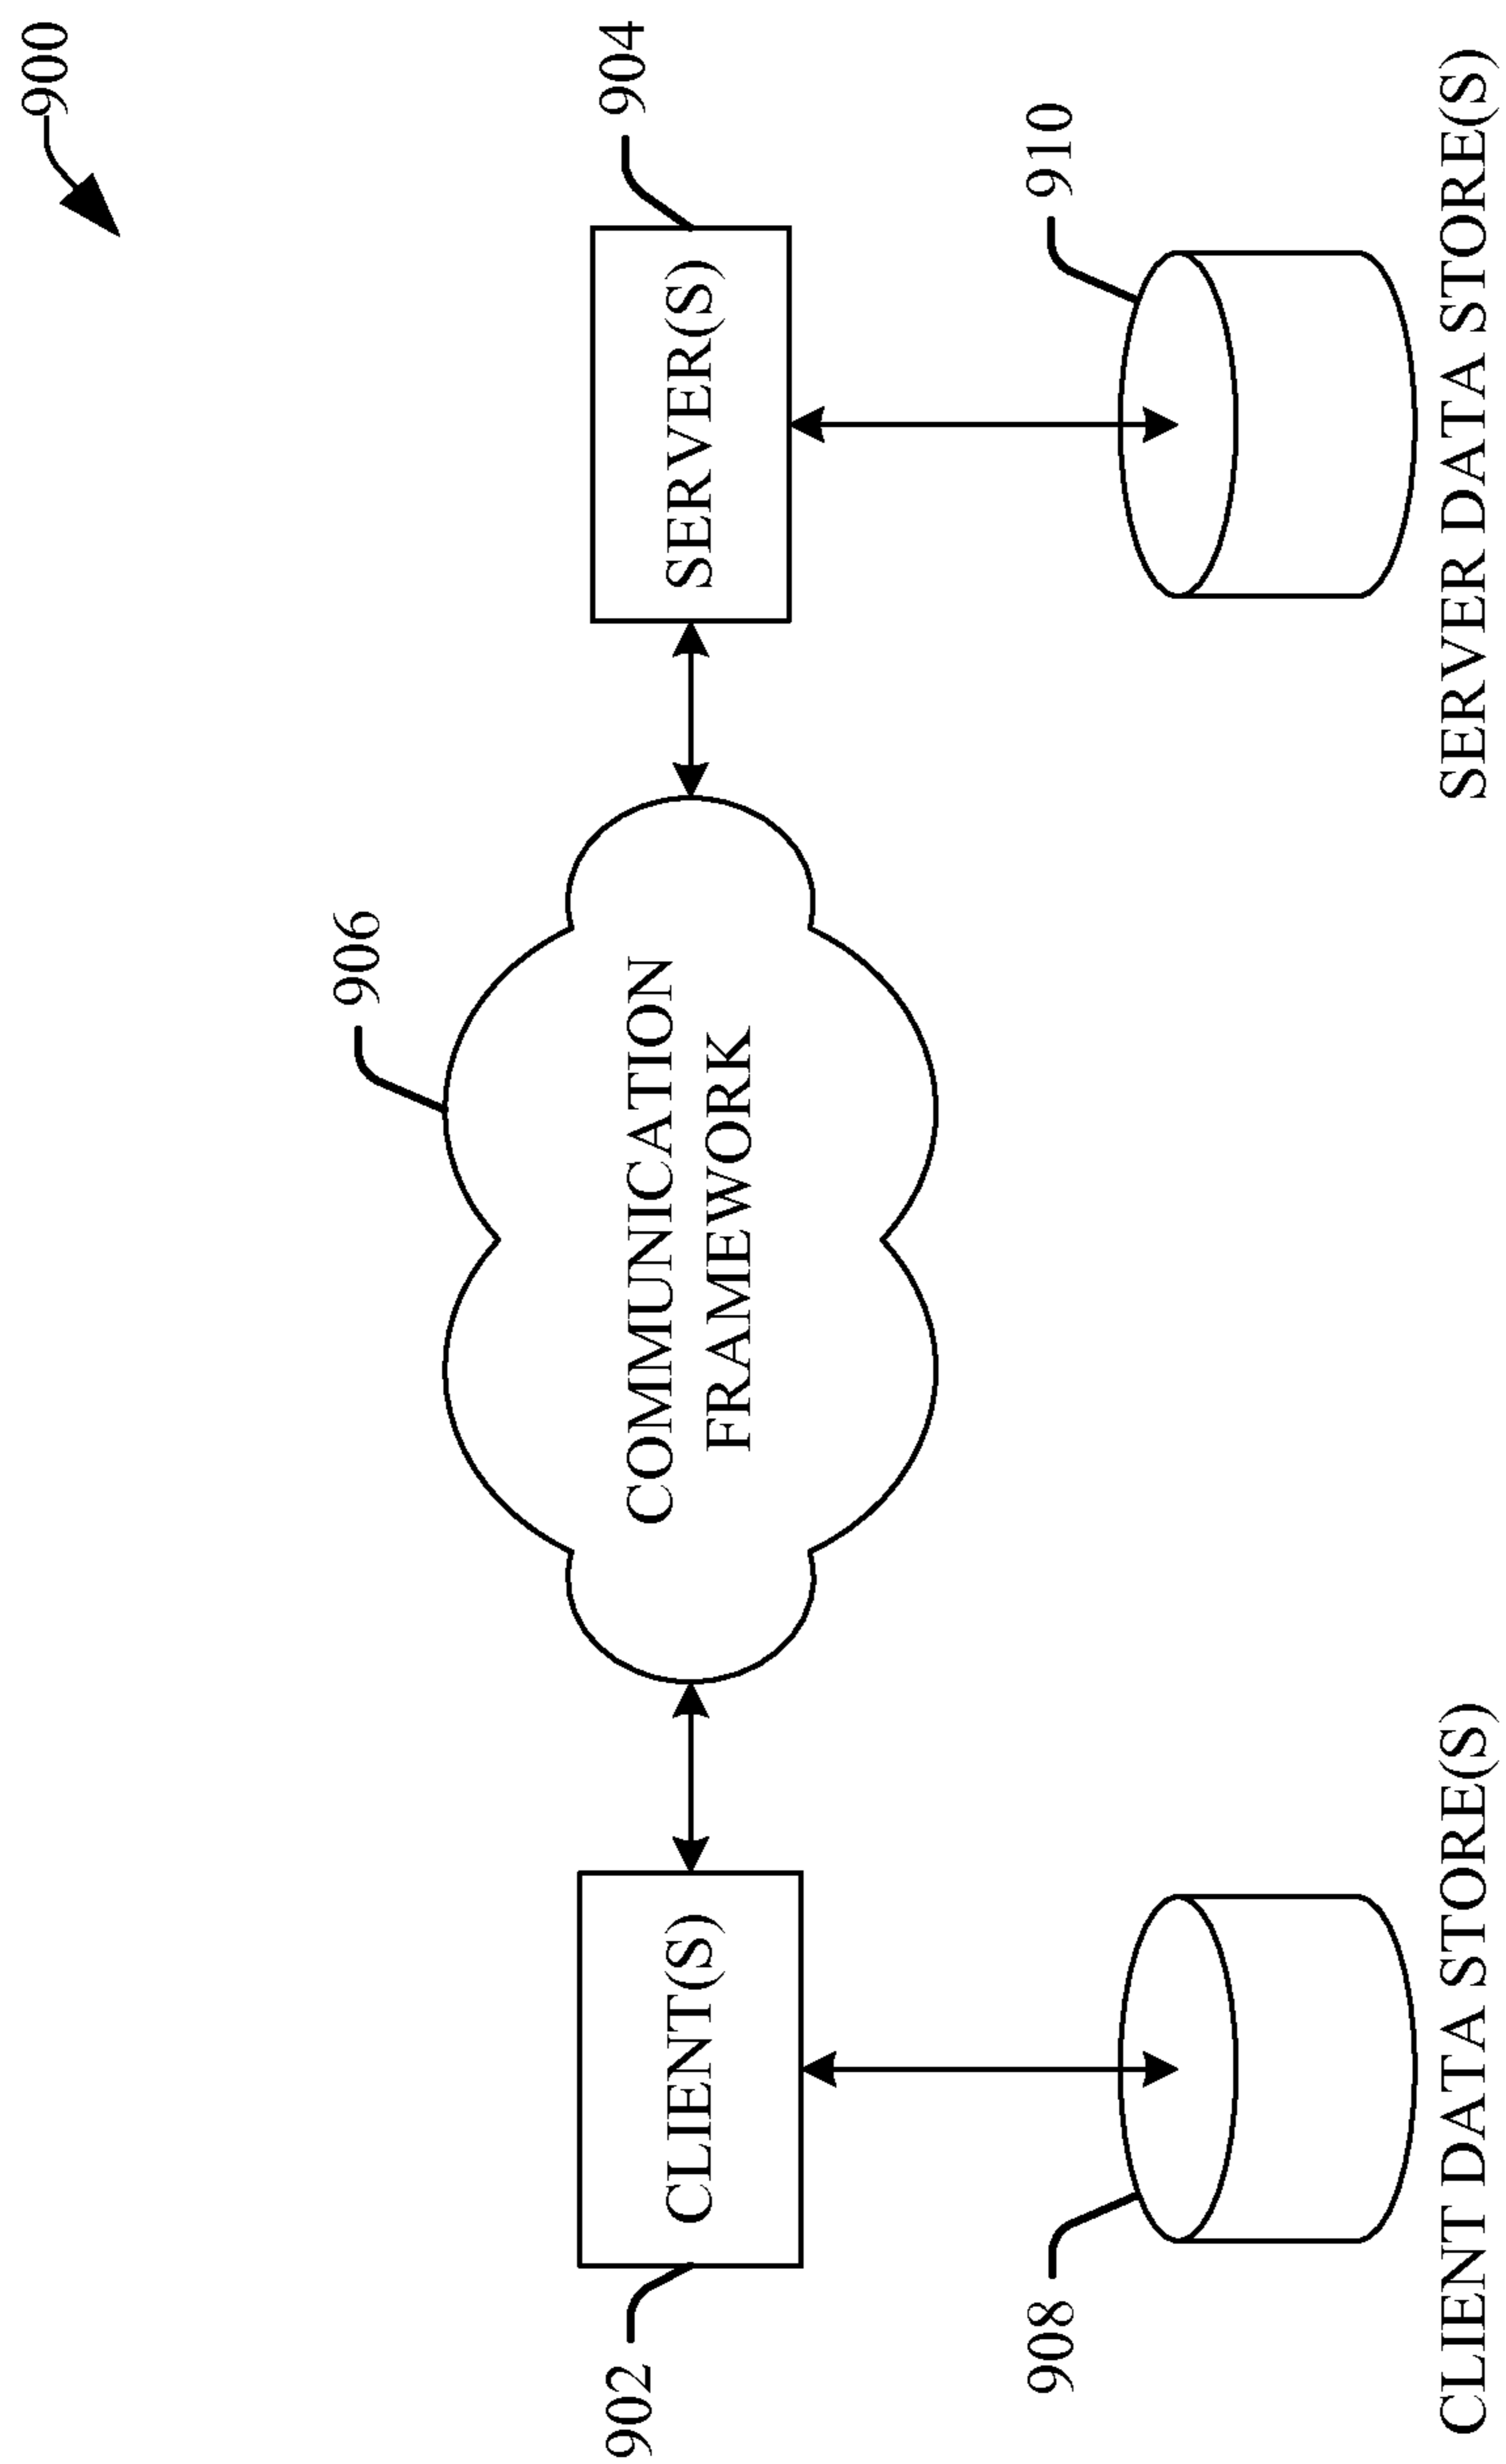 900
906
902
904
CLIENT(S)
COMMUNICATION
FRAMEWORK
SERVER(S)
908
910
CLIENT DATA STORE(S)
SERVER DATA STORE(S)